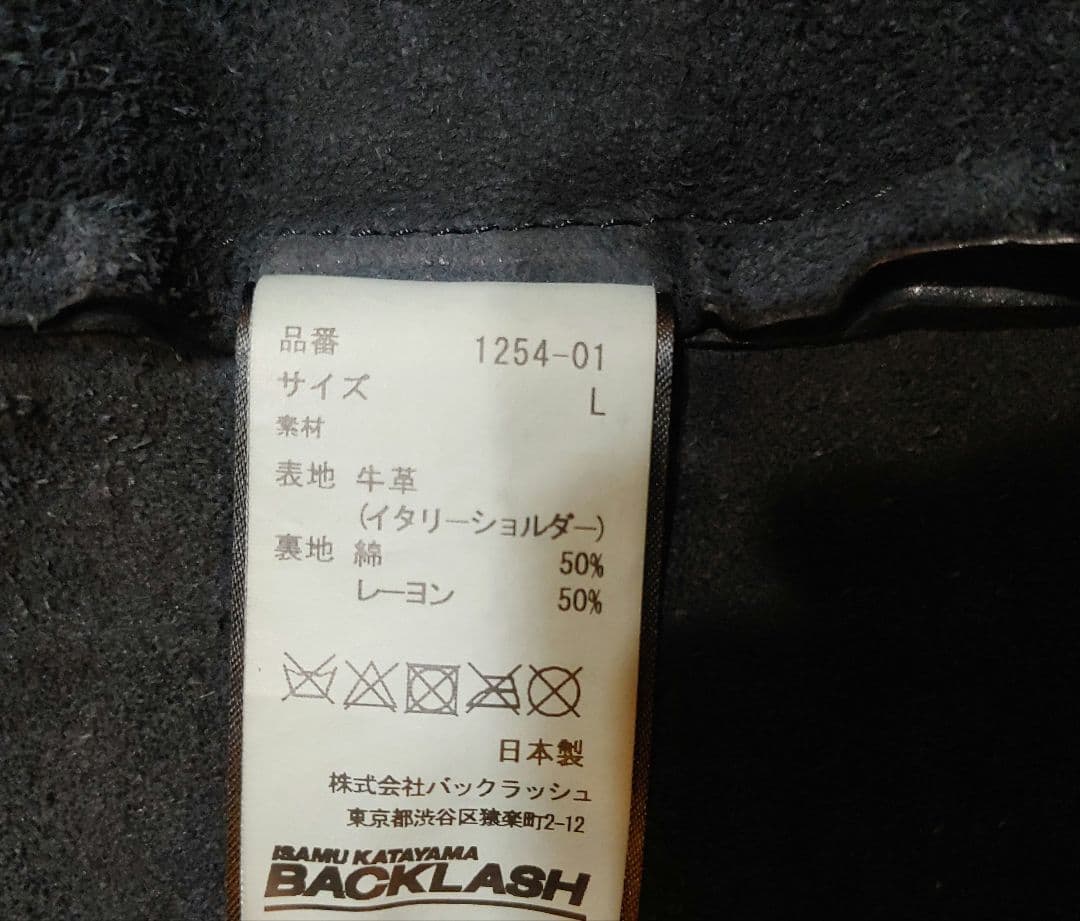 品番 1254-01
サイズ L
素材
表地 牛革
(イタリーショルダー)
裏地 綿 50%
レーヨン 50%
日本製
株式会社バックラッシュ
東京都渋谷区猿楽町2-12
ISAMU KATAYAMA
BACKLASH